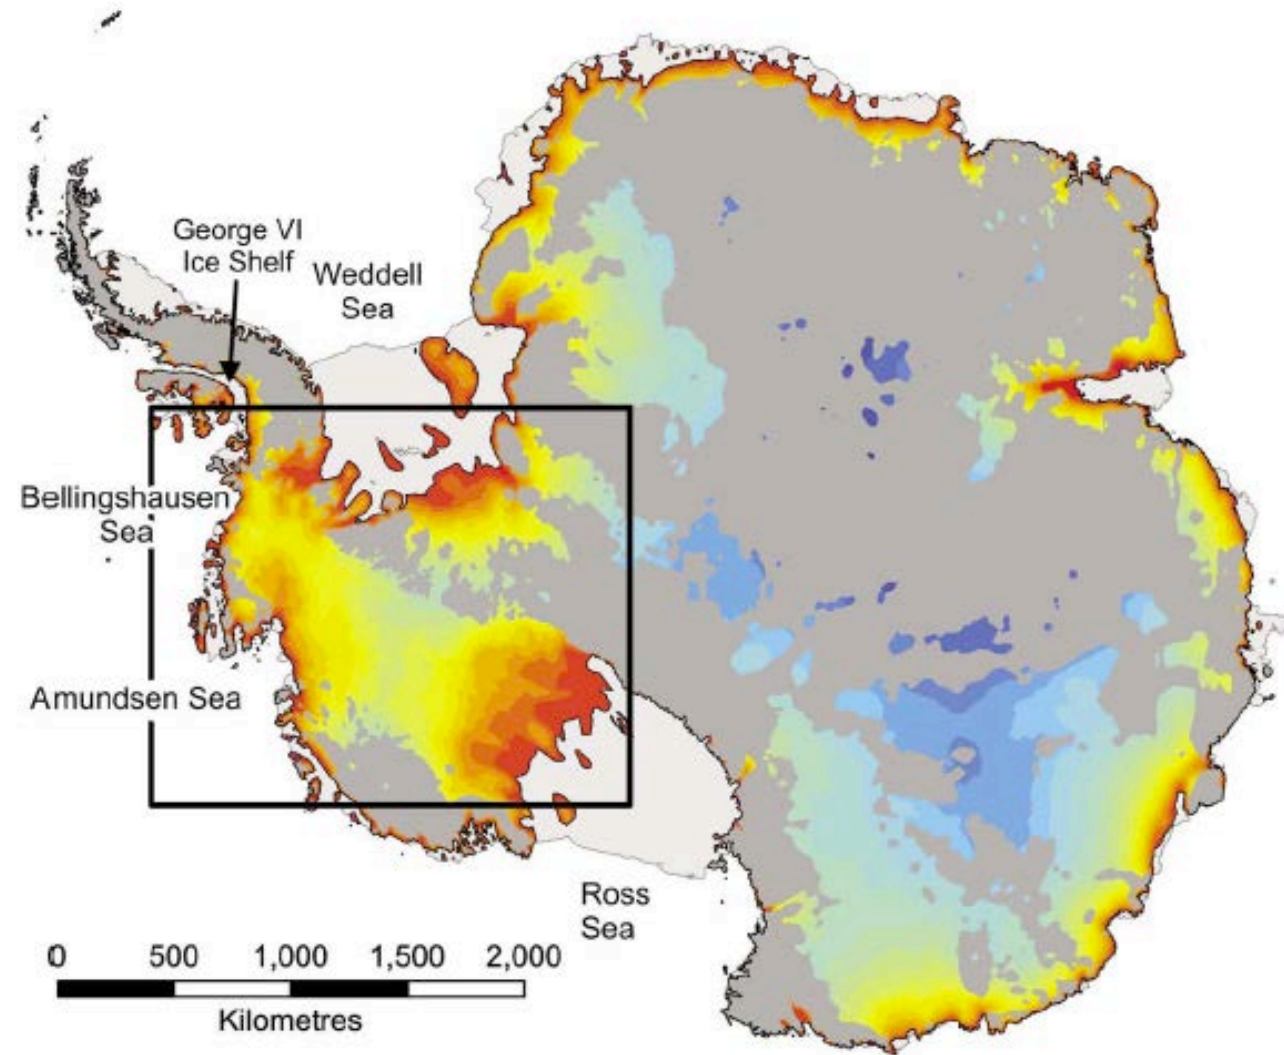 George VI
Ice Shelf
Weddell
Sea
Bellingshausen
Sea
Amundsen Sea
Ross
Sea
0 500 1,000 1,500 2,000
Kilometres